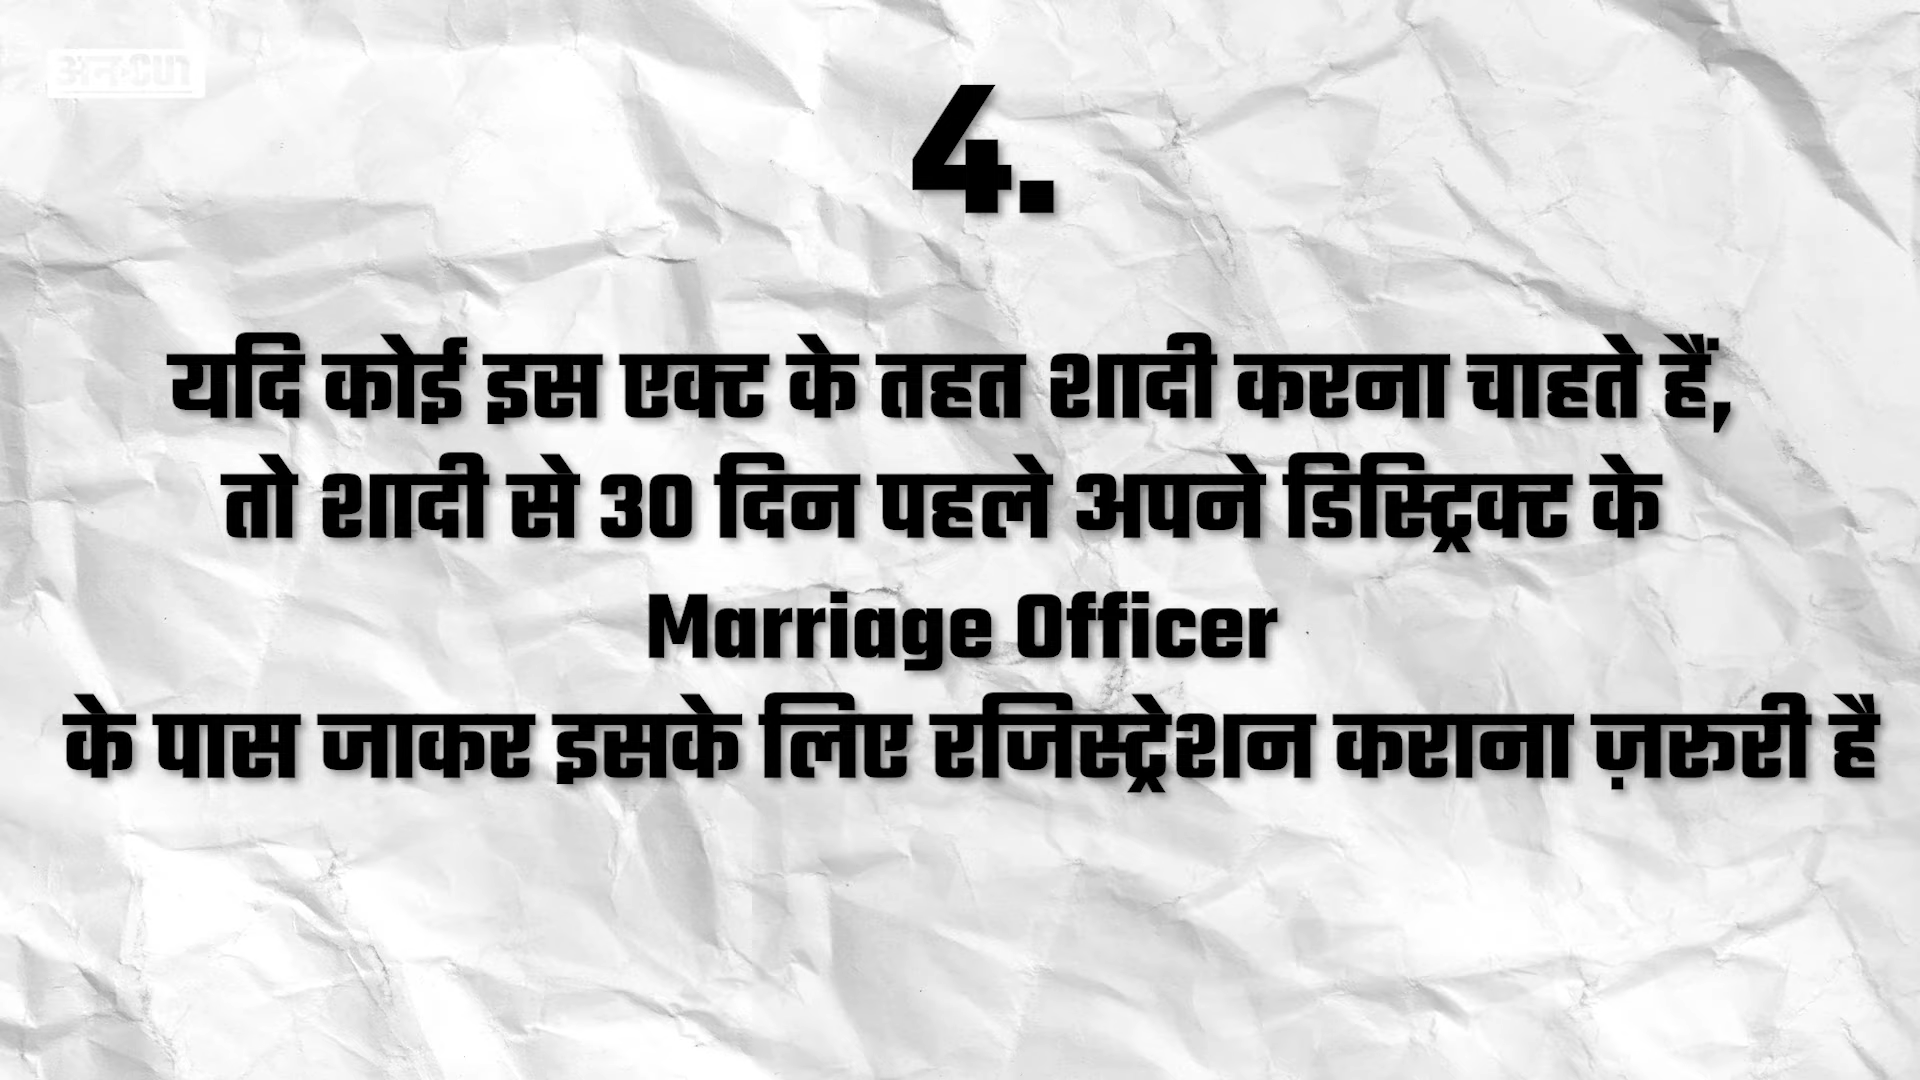 4.
यदि कोई इस एक्ट के तहत शादी करना चाहते हैं,
तो शादी से 30 दिन पहले अपने डिस्ट्रिक्ट के
Marriage Officer
के पास जाकर इसके लिए रजिस्ट्रेशन कराना ज़रूरी है